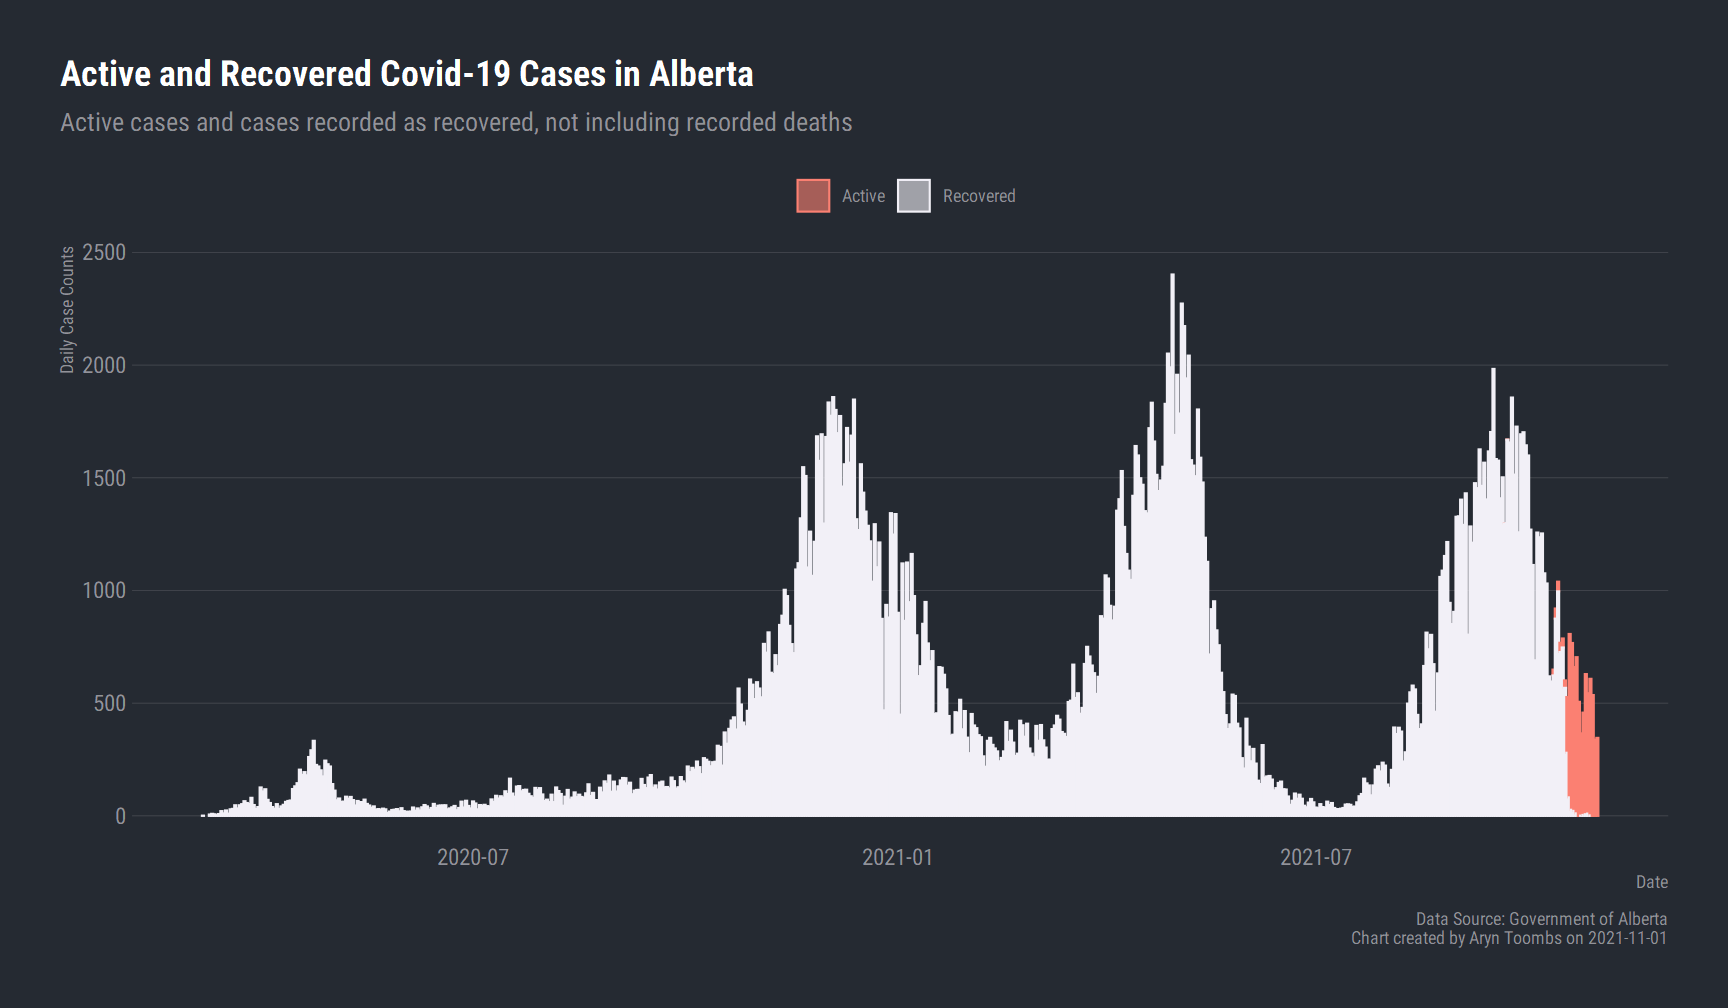 Active and Recovered Covid-19 Cases in Alberta
Active cases and cases recorded as recovered, not including recorded deaths
Active
Recovered
Daily Case Counts
2500
2000
1500
1000
500
0
2020-07
2021-01
2021-07
Date
Data Source: Government of Alberta
Chart created by Aryn Toombs on 2021-11-01